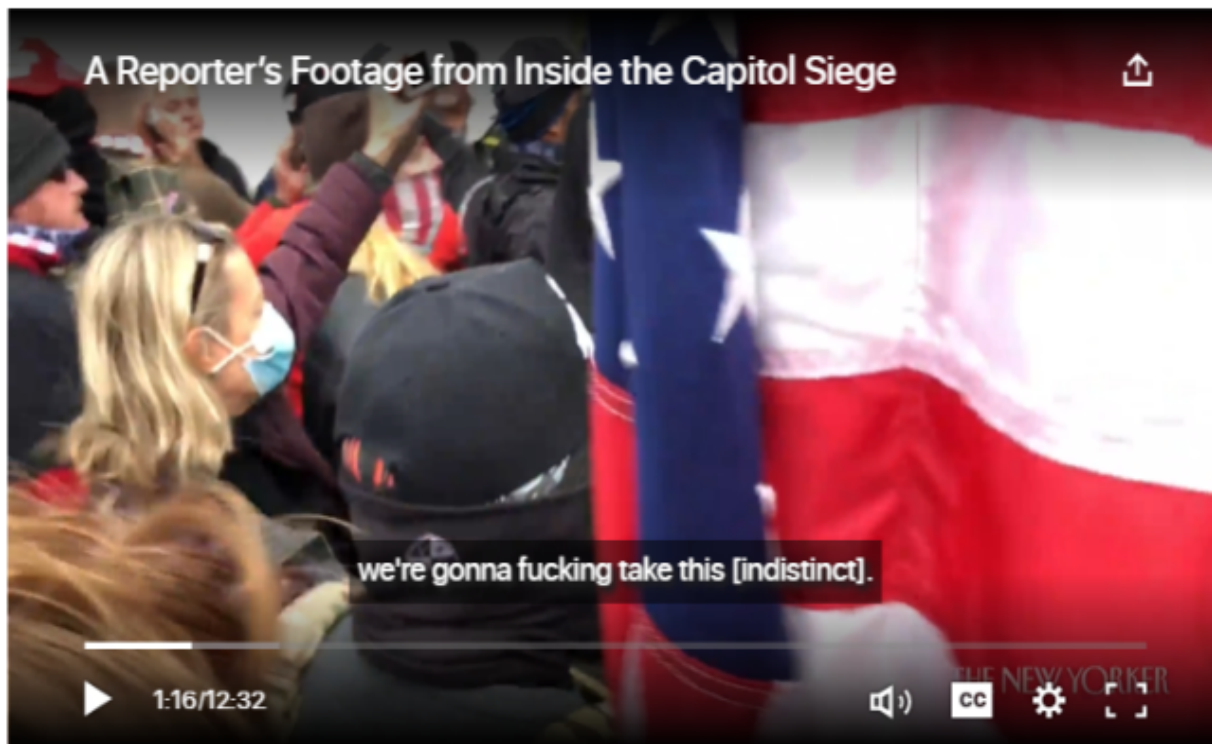 A Reporter's Footage from Inside the Capitol Siege
we're gonna fucking take this [indistinct].
1:16/12:32
CC
THE NEW YORKER